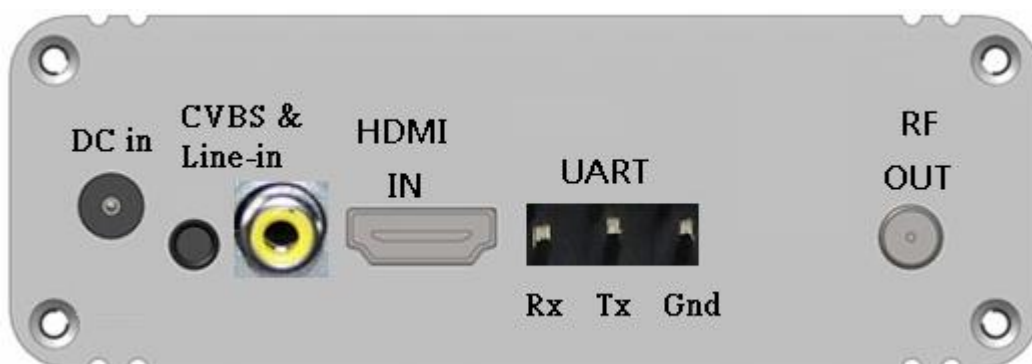 DC in
CVBS &
Line-in
HDMI
IN
UART
Rx Tx Gnd
RF
OUT